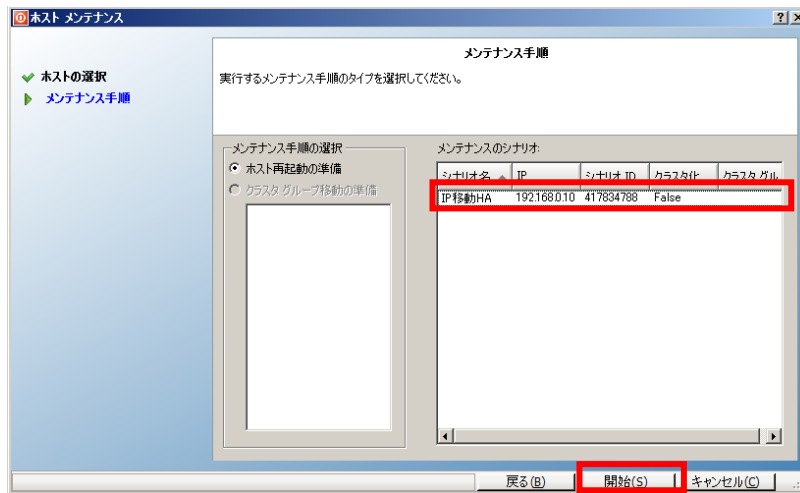 ホスト メンテナンス
メンテナンス手順
実行するメンテナンス手順のタイプを選択してください。
ホストの選択
メンテナンス手順
メンテナンス手順の選択
ホスト再起動の準備
クラスタ グループ移動の準備
メンテナンスのシナリオ:
シナリオ名 IP シナリオ ID クラスタ化 クラスタ グル
IP移動HA 192.168.0.10 417834788 False
戻る(B) 開始(S) キャンセル(C)